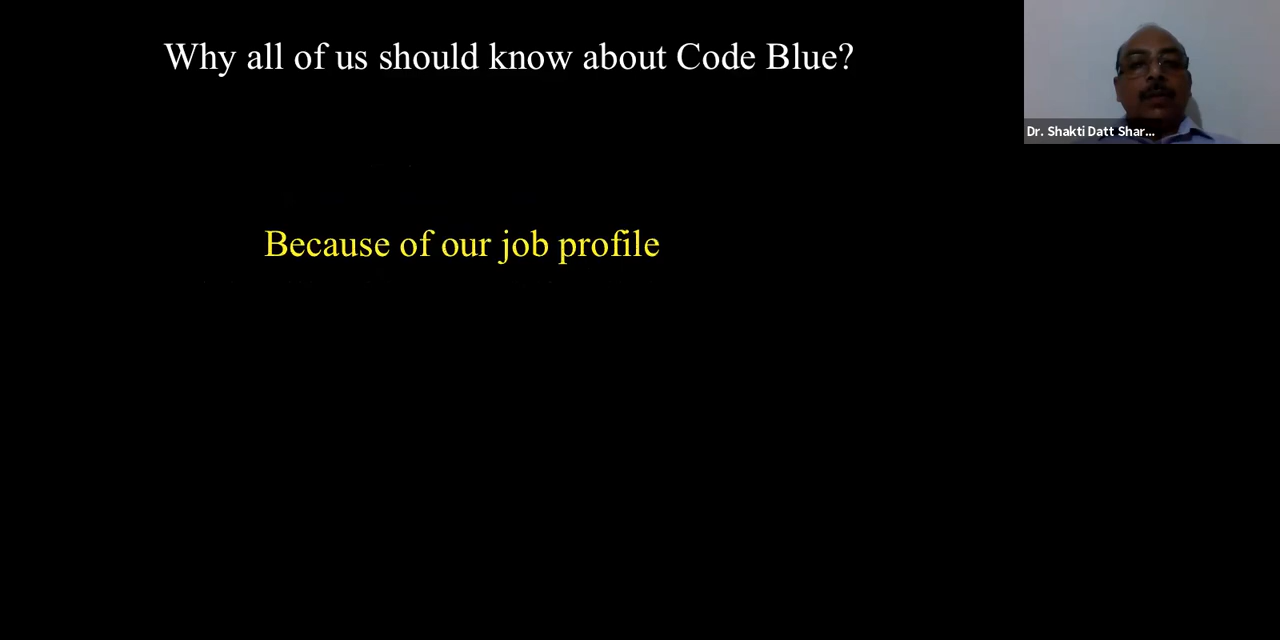 Why all of us should know about Code Blue?
Dr. Shakti Datt Shar...
Because of our job profile